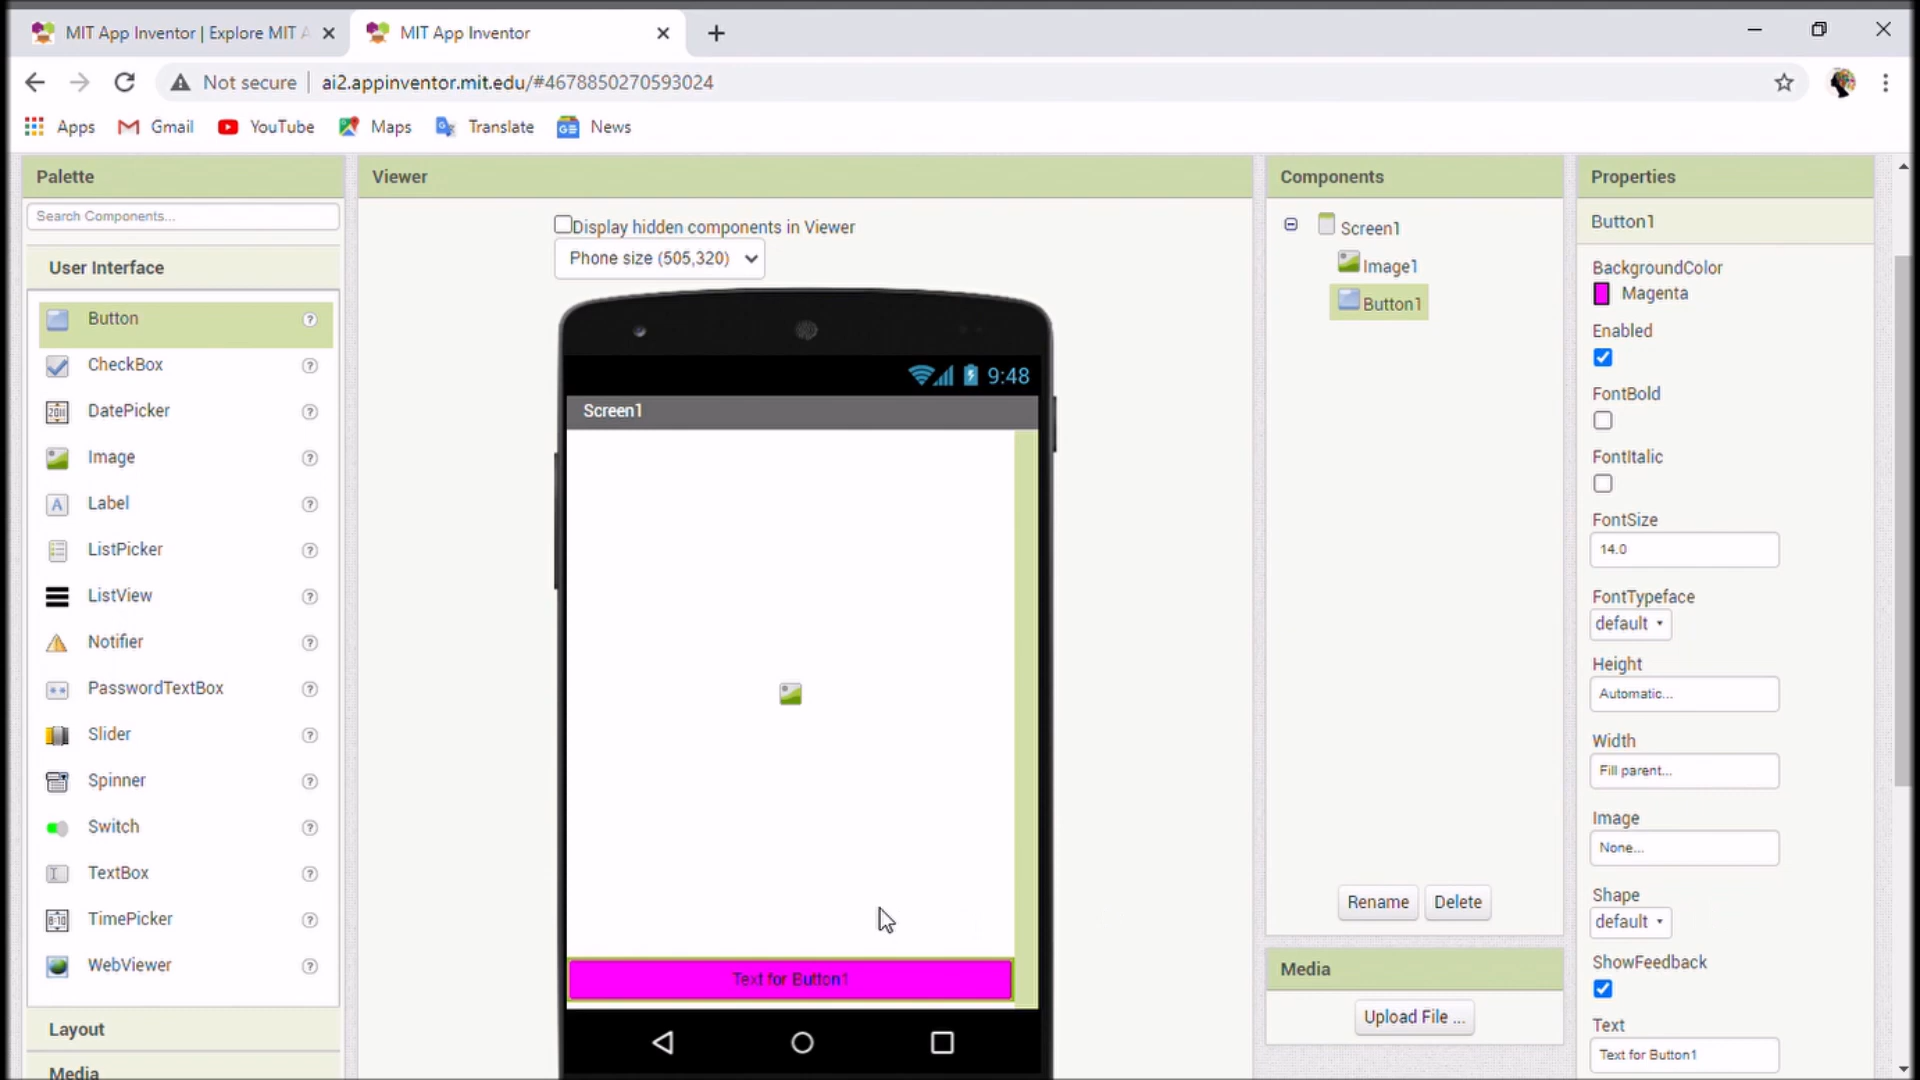 MIT App Inventor | Explore MIT A
MIT App Inventor
Not secure
ai2.appinventor.mit.edu/#4678850270593024
Apps
Gmail
YouTube
Maps
Translate
News
Palette
Search Components...
User Interface
Button
CheckBox
DatePicker
Image
Label
ListPicker
ListView
Notifier
PasswordTextBox
Slider
Spinner
Switch
TextBox
TimePicker
WebViewer
Layout
Media
Viewer
Display hidden components in Viewer
Phone size (505,320)
9:48
Screen1
Text for Button1
Components
Screen1
Image1
Button1
Rename
Delete
Media
Upload File ...
Properties
Button1
BackgroundColor
Magenta
Enabled
FontBold
FontItalic
FontSize
14.0
FontTypeface
default
Height
Automatic...
Width
Fill parent...
Image
None...
Shape
default
ShowFeedback
Text
Text for Button1